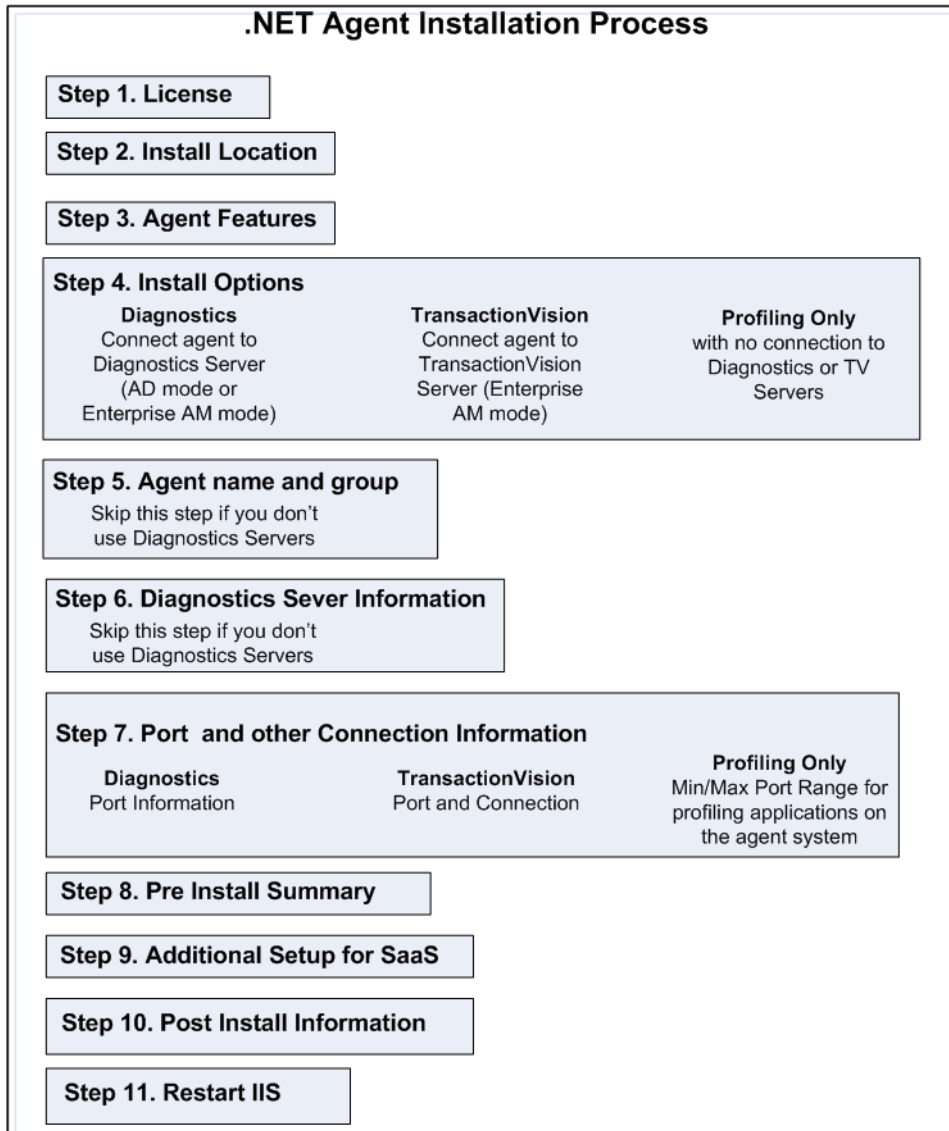 .NET Agent Installation Process
Step 1. License
Step 2. Install Location
Step 3. Agent Features
Step 4. Install Options
Diagnostics
Connect agent to
Diagnostics Server
(AD mode or
Enterprise AM mode)
TransactionVision
Connect agent to
TransactionVision
Server (Enterprise
AM mode)
Profiling Only
with no connection to
Diagnostics or TV
Servers
Step 5. Agent name and group
Skip this step if you don't
use Diagnostics Servers
Step 6. Diagnostics Sever Information
Skip this step if you don't
use Diagnostics Servers
Step 7. Port and other Connection Information
Diagnostics
Port Information
TransactionVision
Port and Connection
Profiling Only
Min/Max Port Range for
profiling applications on
the agent system
Step 8. Pre Install Summary
Step 9. Additional Setup for SaaS
Step 10. Post Install Information
Step 11. Restart IIS